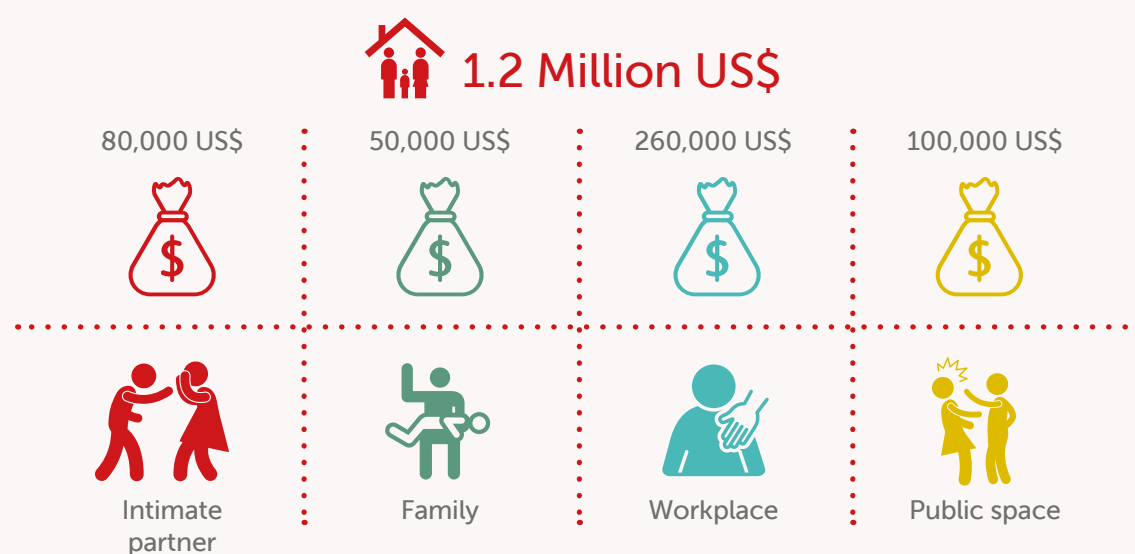 1.2 Million US$
80,000 US$
50,000 US$
260,000 US$
100,000 US$
$
$
$
$
Intimate
partner
Family
Workplace
Public space